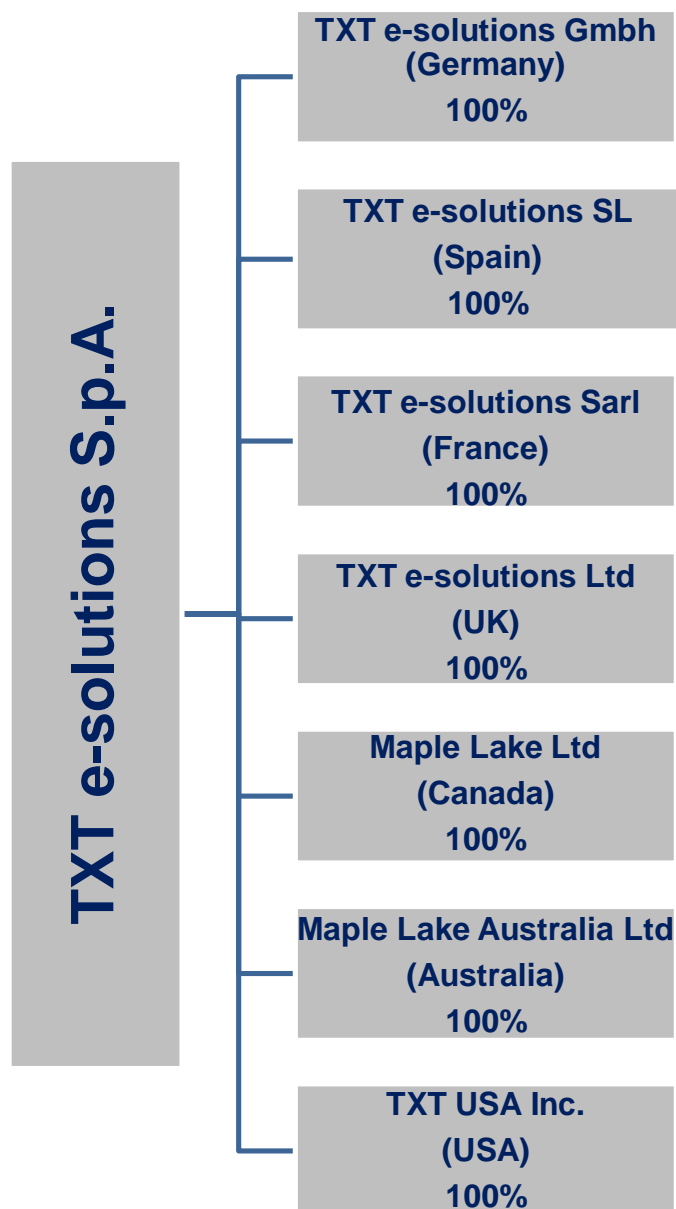 TXT e-solutions S.p.A.
TXT e-solutions Gmbh
(Germany)
100%
TXT e-solutions SL
(Spain)
100%
TXT e-solutions Sarl
(France)
100%
TXT e-solutions Ltd
(UK)
100%
Maple Lake Ltd
(Canada)
100%
Maple Lake Australia Ltd
(Australia)
100%
TXT USA Inc.
(USA)
100%